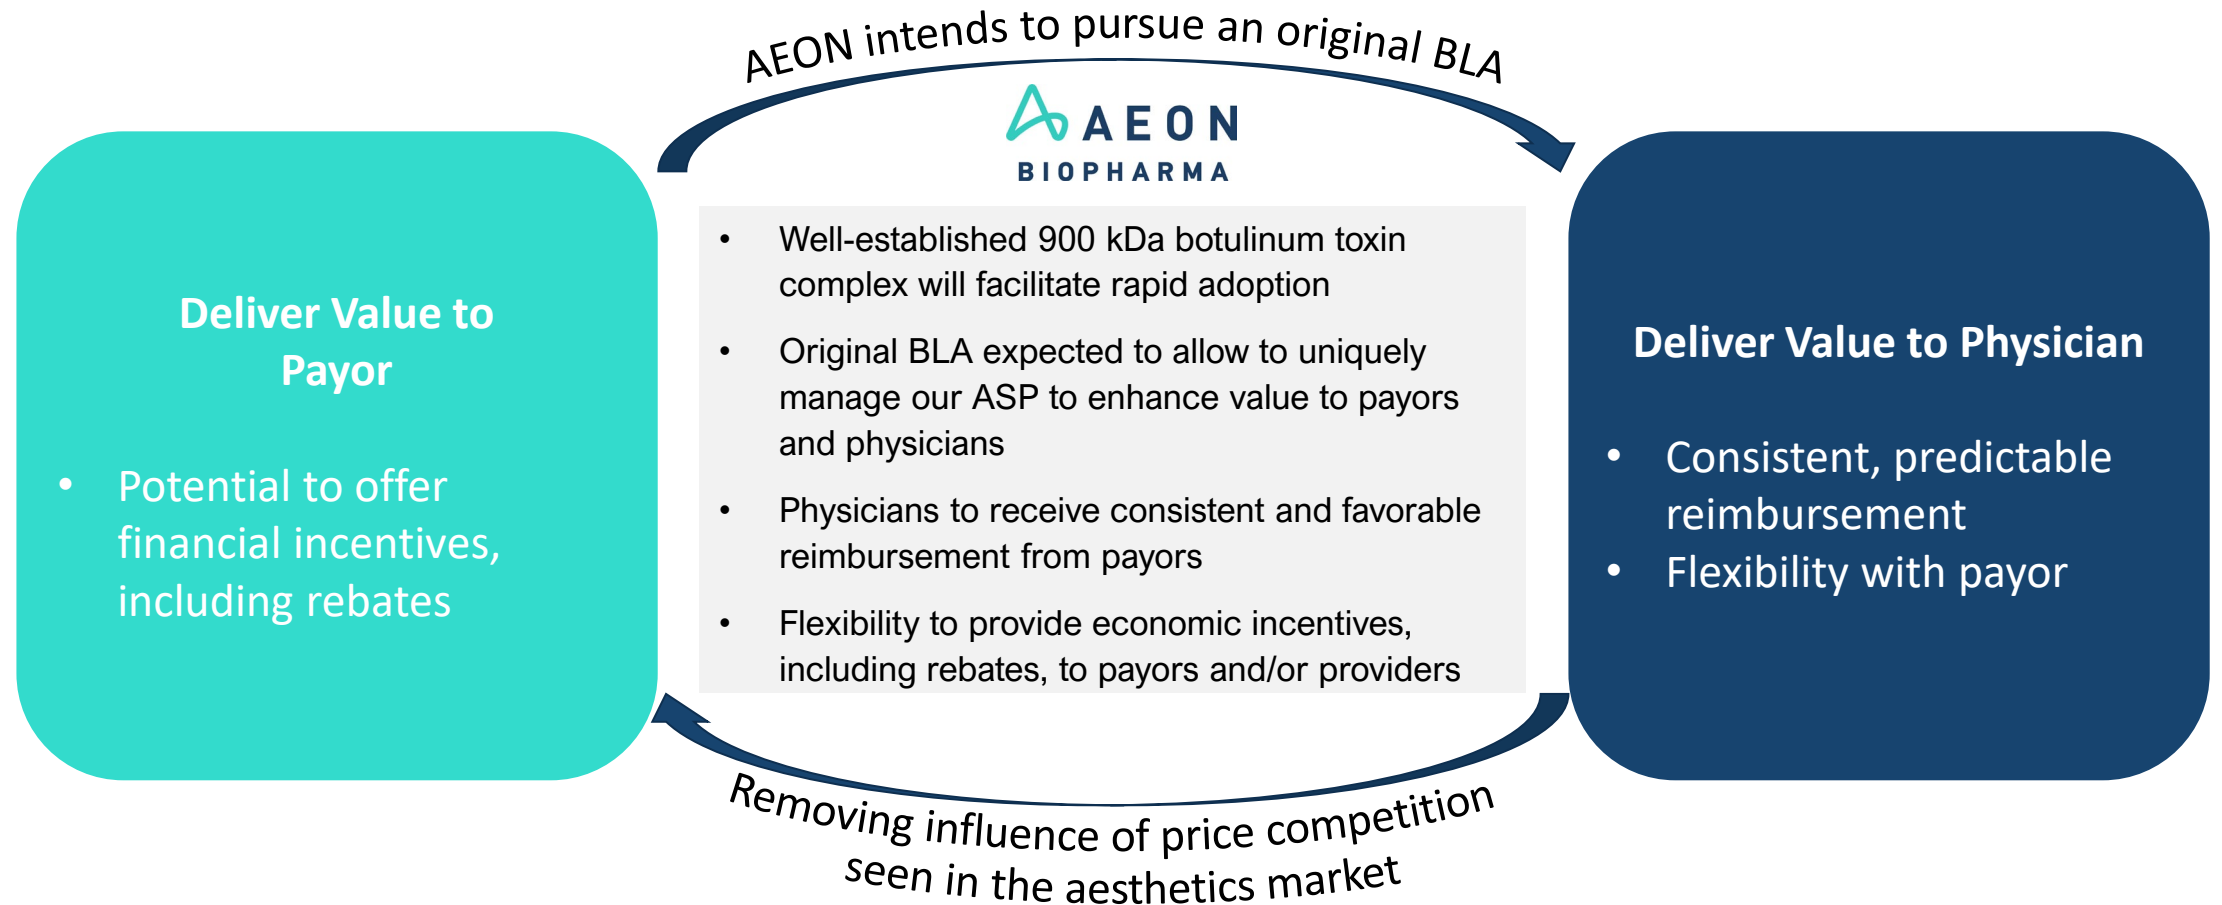 AEON intends to pursue an original BLA
AEON
BIOPHARMA
Deliver Value to
Payor
• Potential to offer
financial incentives,
including rebates
• Well-established 900 kDa botulinum toxin
complex will facilitate rapid adoption
• Original BLA expected to allow to uniquely
manage our ASP to enhance value to payors
and physicians
• Physicians to receive consistent and favorable
reimbursement from payors
• Flexibility to provide economic incentives,
including rebates, to payors and/or providers
Deliver Value to Physician
• Consistent, predictable
reimbursement
• Flexibility with payor
Removing influence of price competition
seen in the aesthetics market